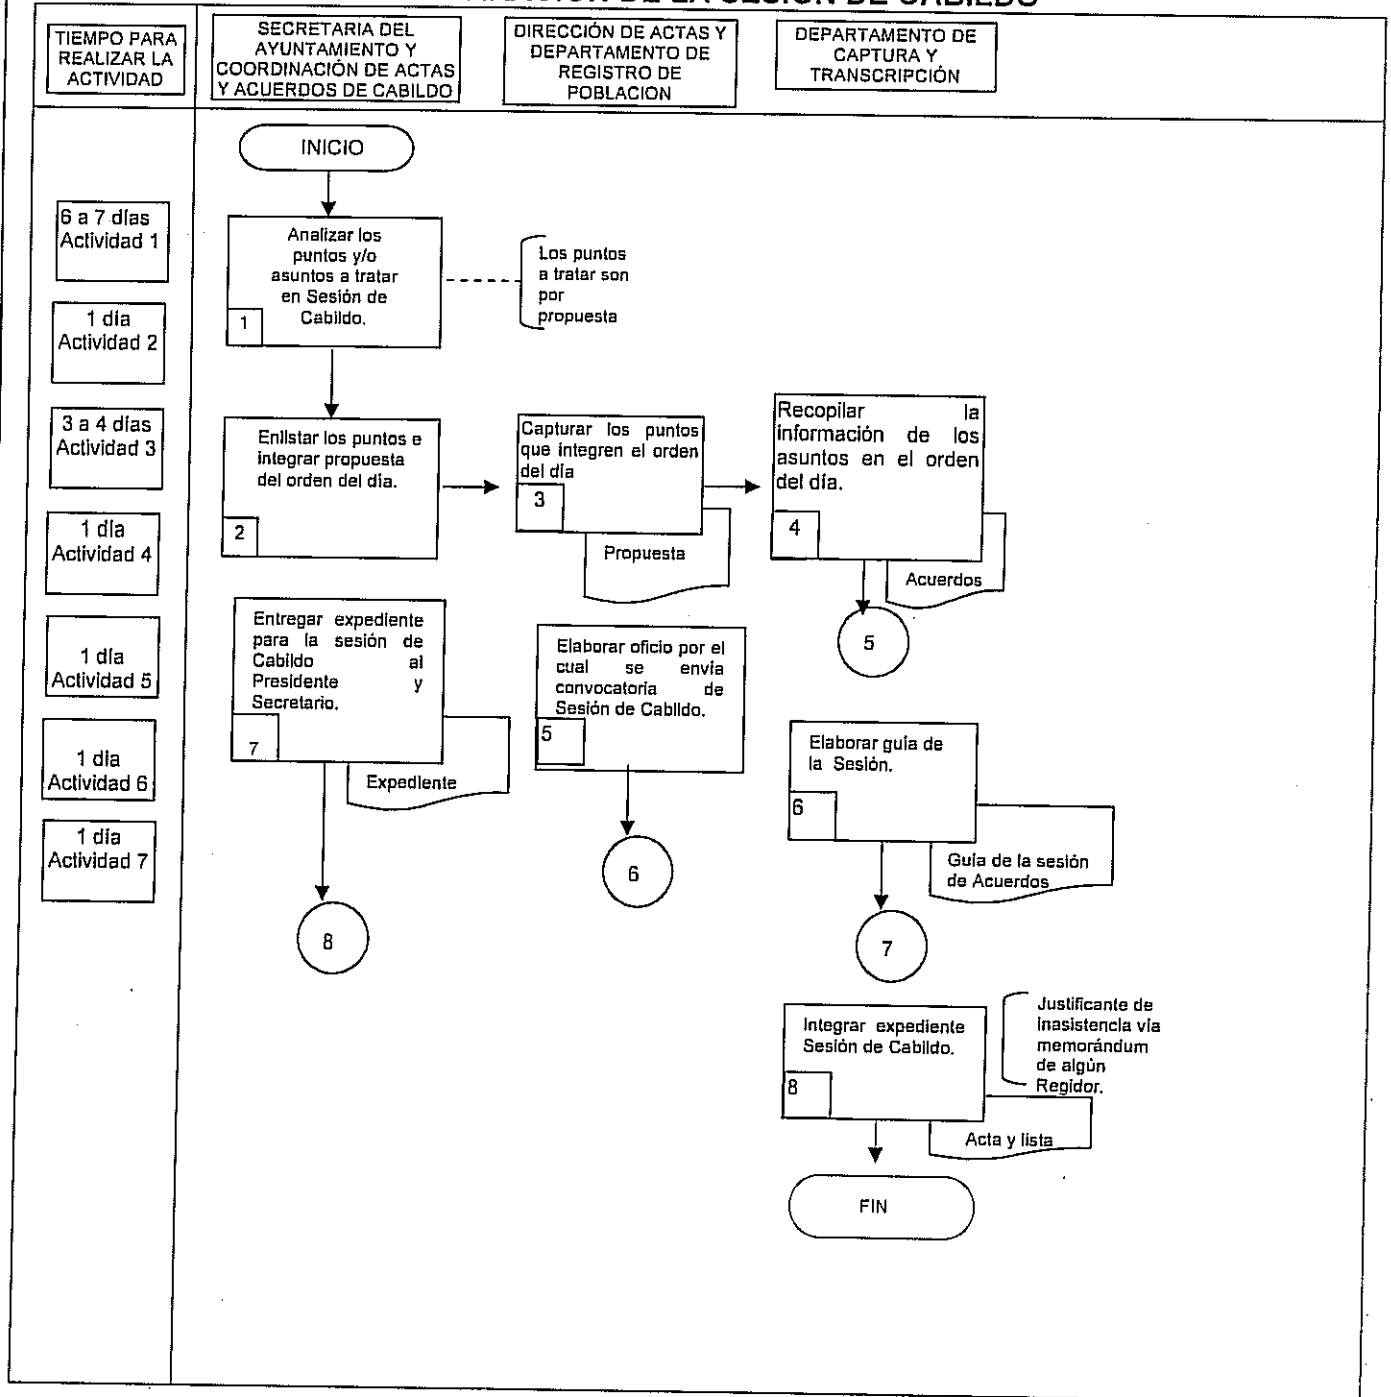 DE LA SESIÓN DE CABILDO
TIEMPO PARA
REALIZAR LA
ACTIVIDAD
SECRETARIA DEL
AYUNTAMIENTO Y
COORDINACIÓN DE ACTAS
Y ACUERDOS DE CABILDO
DIRECCIÓN DE ACTAS Y
DEPARTAMENTO DE
REGISTRO DE
POBLACION
DEPARTAMENTO DE
CAPTURA Y
TRANSCRIPCIÓN
INICIO
6 a 7 días
Actividad 1
Analizar los
puntos y/o
asuntos a tratar
en Sesión de
Cabildo.
1
Los puntos
a tratar son
por
propuesta
1 día
Actividad 2
3 a 4 días
Actividad 3
Enlistar los puntos e
integrar propuesta
del orden del día.
2
Capturar los puntos
que integren el orden
del día
3
Propuesta
Recopilar la
información de los
asuntos en el orden
del día.
4
Acuerdos
5
1 día
Actividad 4
1 día
Actividad 5
Entregar expediente
para la sesión de
Cabildo al
Presidente y
Secretario.
7
Expediente
8
Elaborar oficio por el
cual se envía
convocatoria de
Sesión de Cabildo.
5
6
1 día
Actividad 6
1 día
Actividad 7
Elaborar guía de
la Sesión.
6
Guía de la sesión
de Acuerdos
7
Integrar expediente
Sesión de Cabildo.
8
Justificante de
inasistencia vía
memorándum
de algún
Regidor.
Acta y lista
FIN